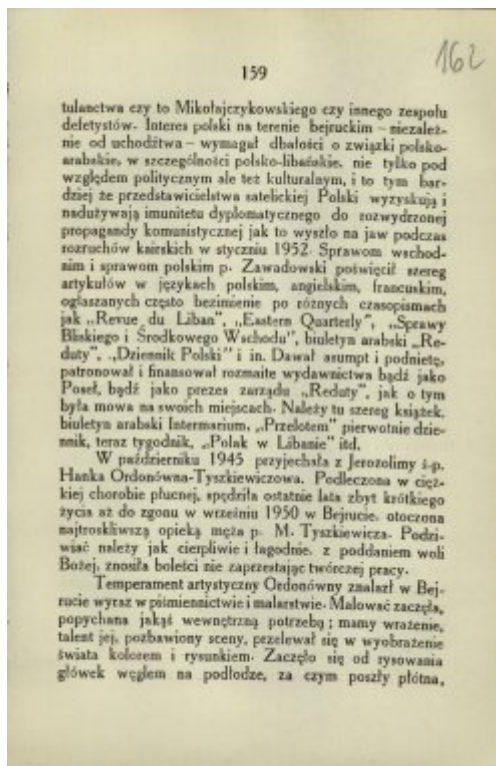 162
159
tulanctwa czy to Mikołajczykowskiego czy innego zespołu
defetystów. Interes polski na terenie bejruckim – niezależ-
nie od uchodźtwa – wymagał dbałości o związki polsko-
arabskie, w szczególności polsko-libańskie, nie tylko pod
względem politycznym ale też kulturalnym, i to tym bar-
dziej że przedstawicielstwa satelickiej Polski wyzyskują i
nadużywają imunitetu dyplomatycznego do rozwydrzonej
propagandy komunistycznej jak to wyszło na jaw podczas
rozruchów kairskich w styczniu 1952. Sprawom wschod-
nim i sprawom polskim p. Zawadowski poświęcił szereg
artykułów w językach polskim, angielskim, francuskim,
ogłaszanych często bezimienie po różnych czasopismach
jak „Revue du Liban", „Eastern Quarterly", „Sprawy
Bliskiego i Środkowego Wschodu", biuletyn arabski „Re-
duty", „Dziennik Polski" i in. Dawał asumpt i podnietę,
patronował i finansował rozmaite wydawnictwa bądź jako
Poseł, bądź jako prezes zarządu „Reduty", jak o tym
była mowa na swoich miejscach. Należy tu szereg książek,
biuletyn arabski Intermarium, „Przelotem" pierwotnie dzie-
nnik, teraz tygodnik, „Polak w Libanie" itd.
W październiku 1945 przyjechała z Jerozolimy ś.p.
Hanka Ordonówna-Tyszkiewiczowa. Podleczona w cięż-
kiej chorobie płucnej, spędziła ostatnie lata zbyt krótkiego
życia aż do zgonu w wrześniu 1950 w Bejrucie, otoczona
najtroskliwszą opieką męża p. M. Tyszkiewicza. Podzi-
wiać należy jak cierpliwie i łagodnie, z poddaniem woli
Bożej, znosiła boleści nie zaprzestając twórczej pracy.
Temperament artystyczny Ordonówny znalazł w Bej-
rucie wyraz w piśmiennictwie i malarstwie. Malować zaczęła,
popychana jakąś wewnętrzną potrzebą ; mamy wrażenie,
talent jej, pozbawiony sceny, przelewał się w wyobrażenie
świata kolorem i rysunkiem. Zaczęło się od rysowania
główek węglem na podłodze, za czym poszły płótna,